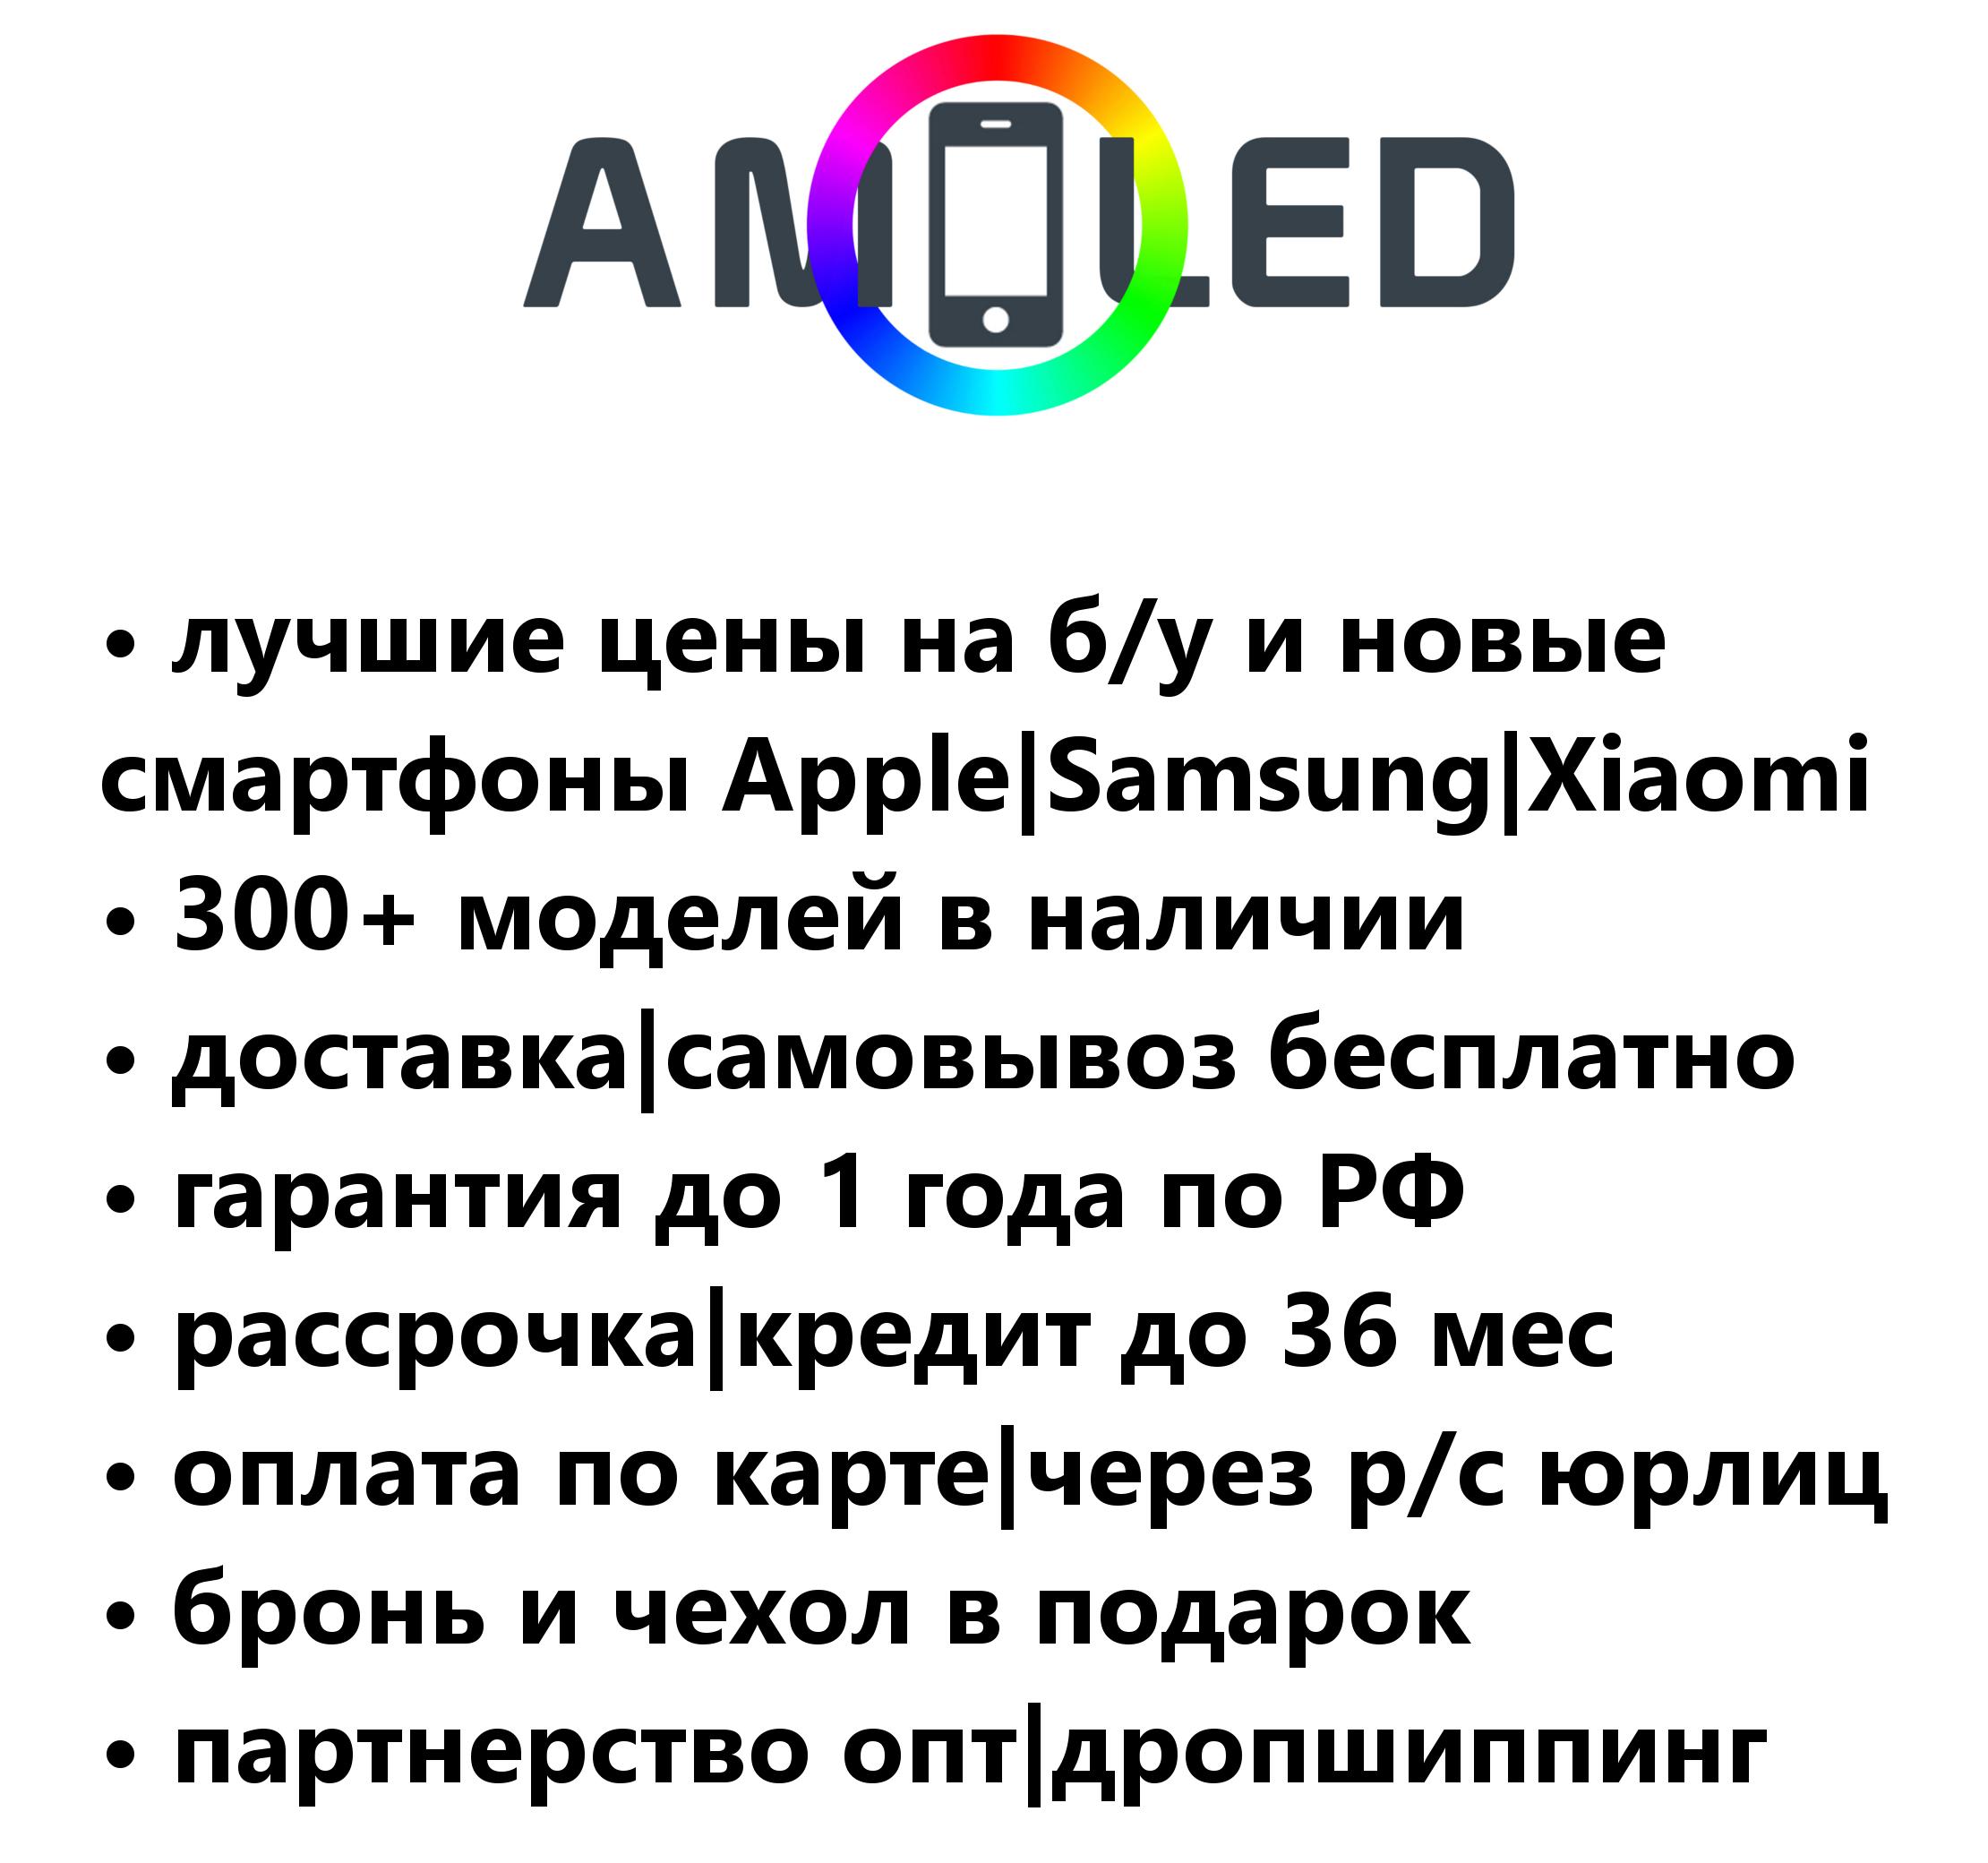 AMOLED
• лучшие цены на б/у и новые
смартфоны Apple|Samsung|Xiaomi
• 300+ моделей в наличии
• доставка|самовывоз бесплатно
• гарантия до 1 года по РФ
• рассрочка|кредит до 36 мес
• оплата по карте|через р/с юрлиц
• бронь и чехол в подарок
• партнерство опт|дропшиппинг